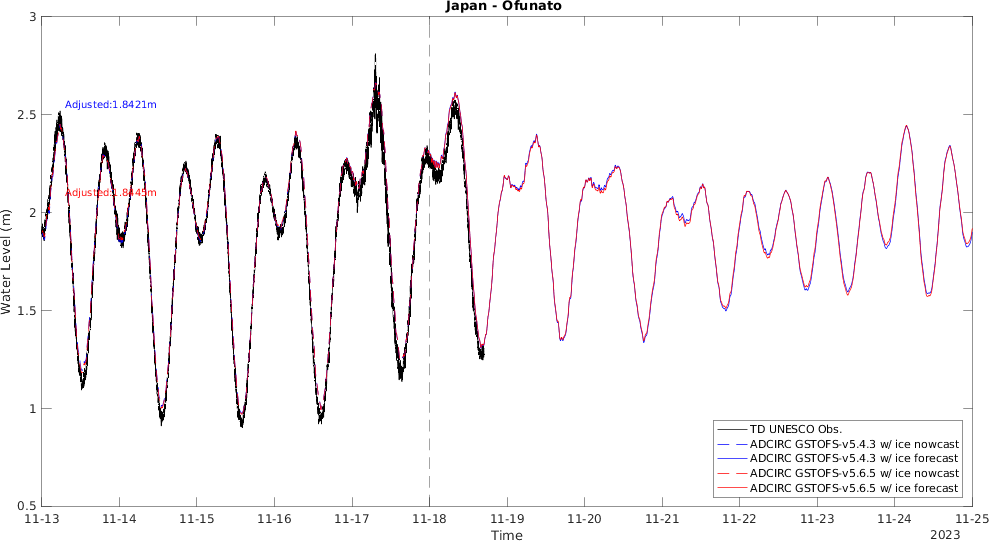 Japan - Ofunato
3
2.5
2
1.5
1
0.5
Water Level (m)
Adjusted:1.8421m
Adjusted:1.8445m
TD UNESCO Obs.
ADCIRC GSTOFS-v5.4.3 w/ ice nowcast
ADCIRC GSTOFS-v5.4.3 w/ ice forecast
ADCIRC GSTOFS-v5.6.5 w/ ice nowcast
ADCIRC GSTOFS-v5.6.5 w/ ice forecast
11-13 11-14 11-15 11-16 11-17 11-18 11-19 11-20 11-21 11-22 11-23 11-24 11-25
Time
2023